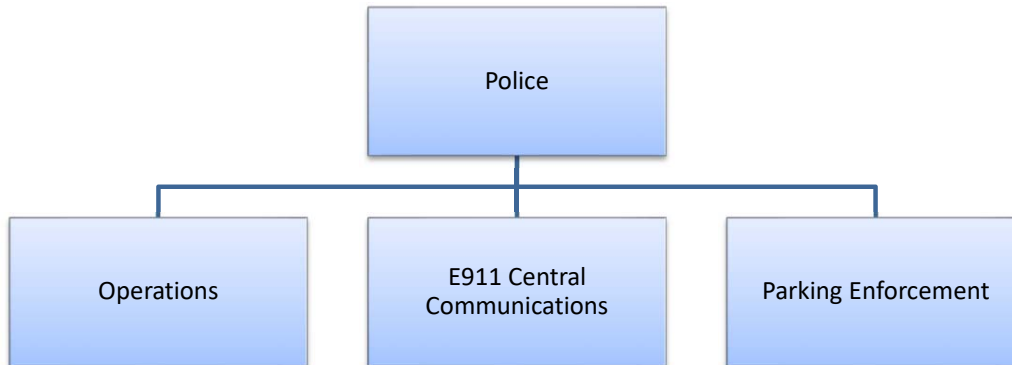 Police
Operations
E911 Central
Communications
Parking Enforcement